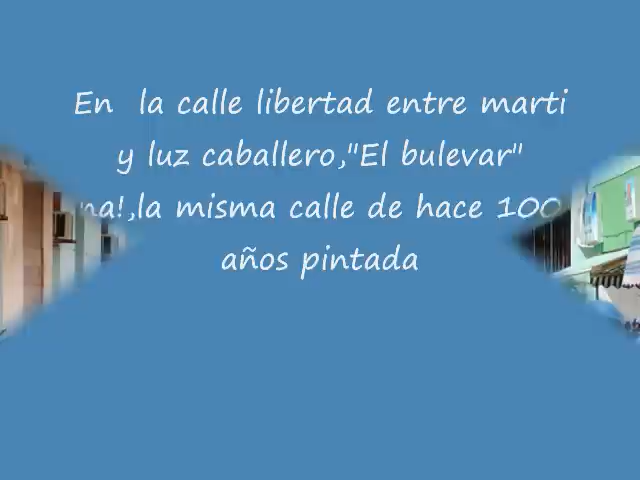 En la calle libertad entre marti
y luz caballero,"El bulevar"
na!,la misma calle de hace 100
años pintada